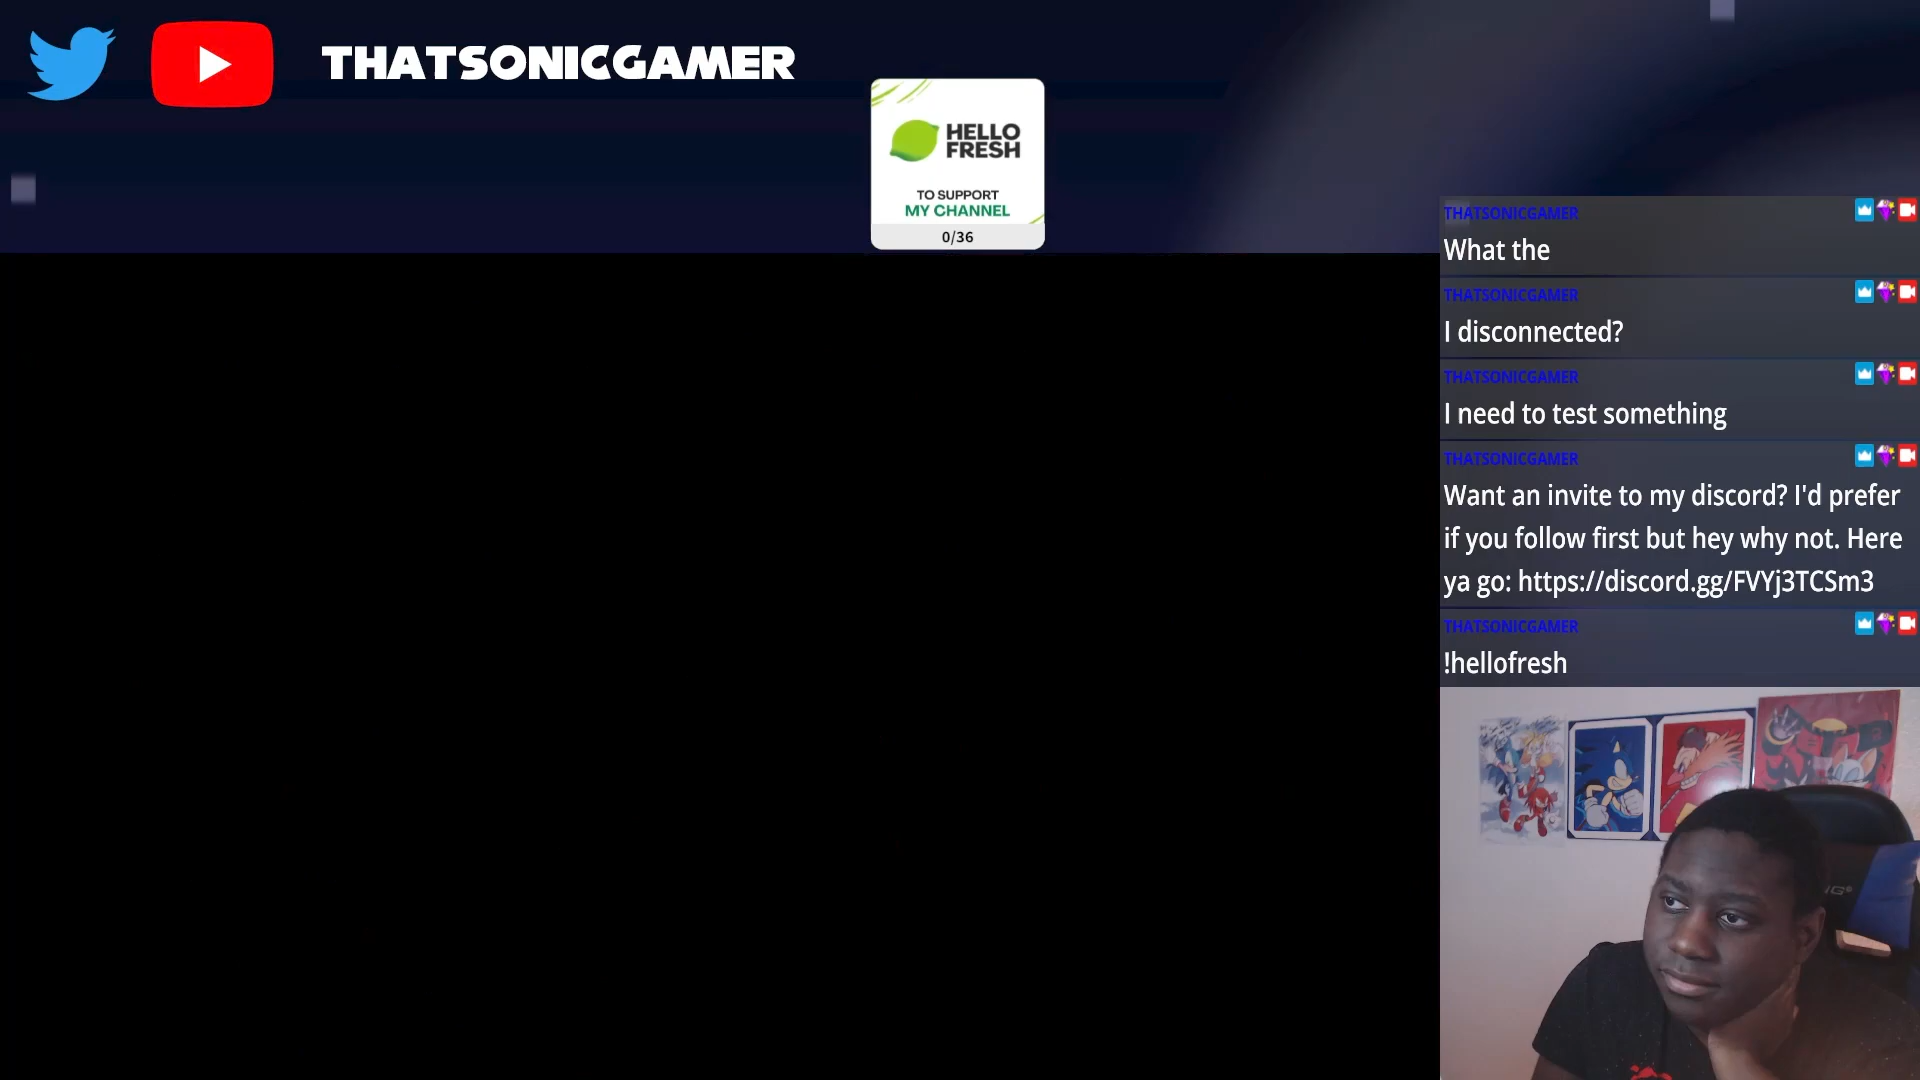 THATSONICGAMER
HELLO
FRESH
TO SUPPORT
MY CHANNEL
0/36
THATSONICGAMER
What the
THATSONICGAMER
I disconnected?
THATSONICGAMER
I need to test something
THATSONICGAMER
Want an invite to my discord? I'd prefer
if you follow first but hey why not. Here
ya go: https://discord.gg/FVYj3TCSm3
THATSONICGAMER
!hellofresh